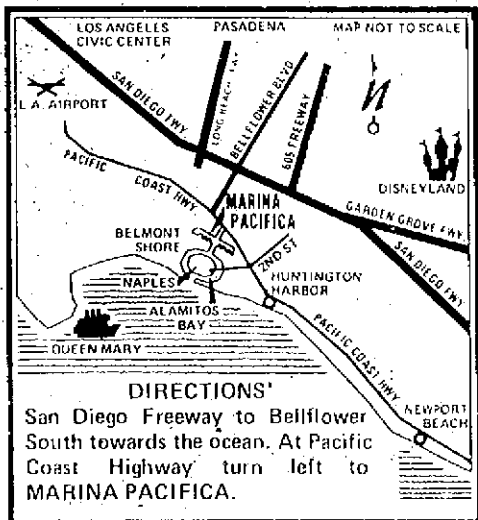 LOS ANGELES
CIVIC CENTER
PASADENA
MAP NOT TO SCALE
L.A. AIRPORT
SAN DIEGO FWY.
LONG BEACH FWY
BELLFLOWER BLVD
605 FREEWAY
N
DISNEYLAND
PACIFIC COAST HWY.
MARINA
PACIFICA
GARDEN GROVE FWY.
SAN DIEGO FWY
BELMONT
SHORE
2ND ST
NAPLES
HUNTINGTON
HARBOR
ALAMITOS
BAY
QUEEN MARY
PACIFIC COAST HWY.
NEWPORT
BEACH
DIRECTIONS'
San Diego Freeway to Bellflower
South towards the ocean. At Pacific
Coast Highway turn left to
MARINA PACIFICA.